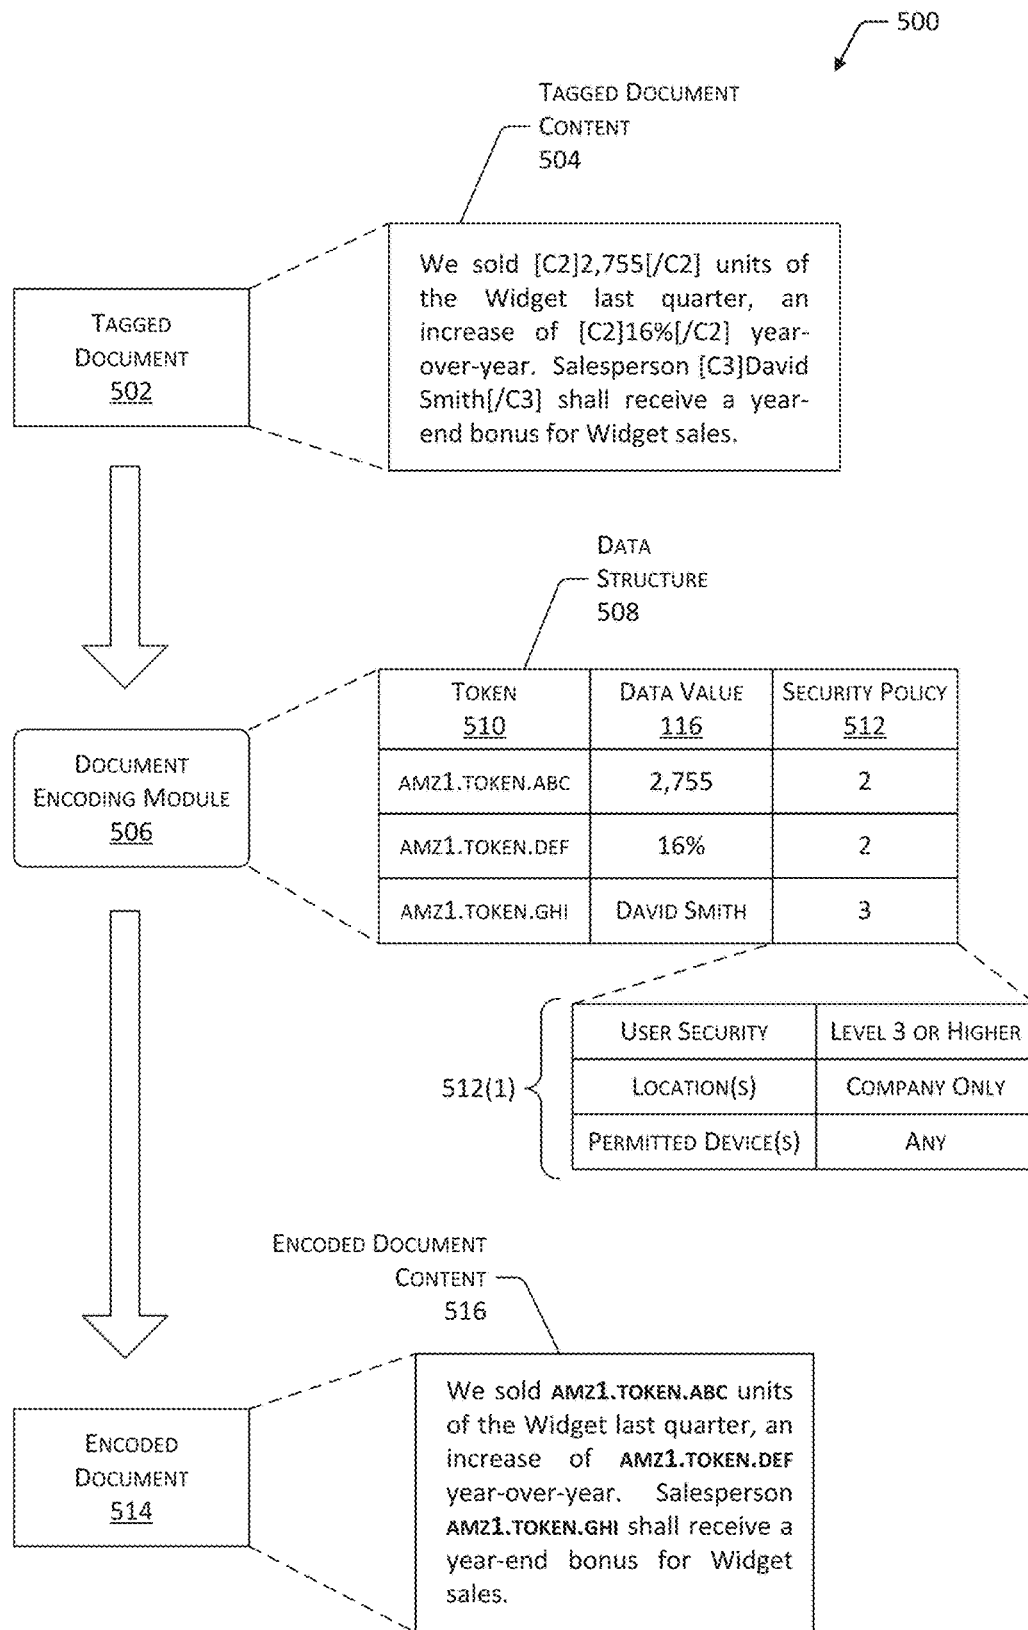 500
TAGGED DOCUMENT
CONTENT
504
We sold [C2]2,755[/C2] units of
the Widget last quarter, an
increase of [C2]16%[/C2] year-
over-year. Salesperson [C3]David
Smith[/C3] shall receive a year-
end bonus for Widget sales.
TAGGED
DOCUMENT
502
DATA
STRUCTURE
508
TOKEN DATA VALUE SECURITY POLICY
510 116 512
AMZ1.TOKEN.ABC 2,755 2
AMZ1.TOKEN.DEF 16% 2
AMZ1.TOKEN.GHI DAVID SMITH 3
DOCUMENT
ENCODING MODULE
506
512(1)
USER SECURITY LEVEL 3 OR HIGHER
LOCATION(S) COMPANY ONLY
PERMITTED DEVICE(S) ANY
ENCODED DOCUMENT
CONTENT
516
We sold AMZ1.TOKEN.ABC units
of the Widget last quarter, an
increase of AMZ1.TOKEN.DEF
year-over-year. Salesperson
AMZ1.TOKEN.GHI shall receive a
year-end bonus for Widget
sales.
ENCODED
DOCUMENT
514